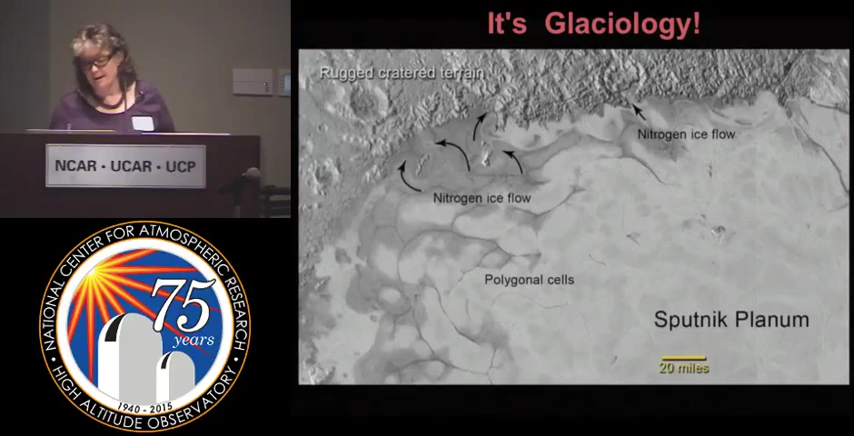 It's Glaciology!
Rugged cratered terrain
Nitrogen ice flow
Nitrogen ice flow
Polygonal cells
Sputnik Planum
20 miles
NCAR • UCAR • UCP
NATIONAL CENTER FOR ATMOSPHERIC RESEARCH
75
years
1940 - 2015
HIGH ALTITUDE OBSERVATORY